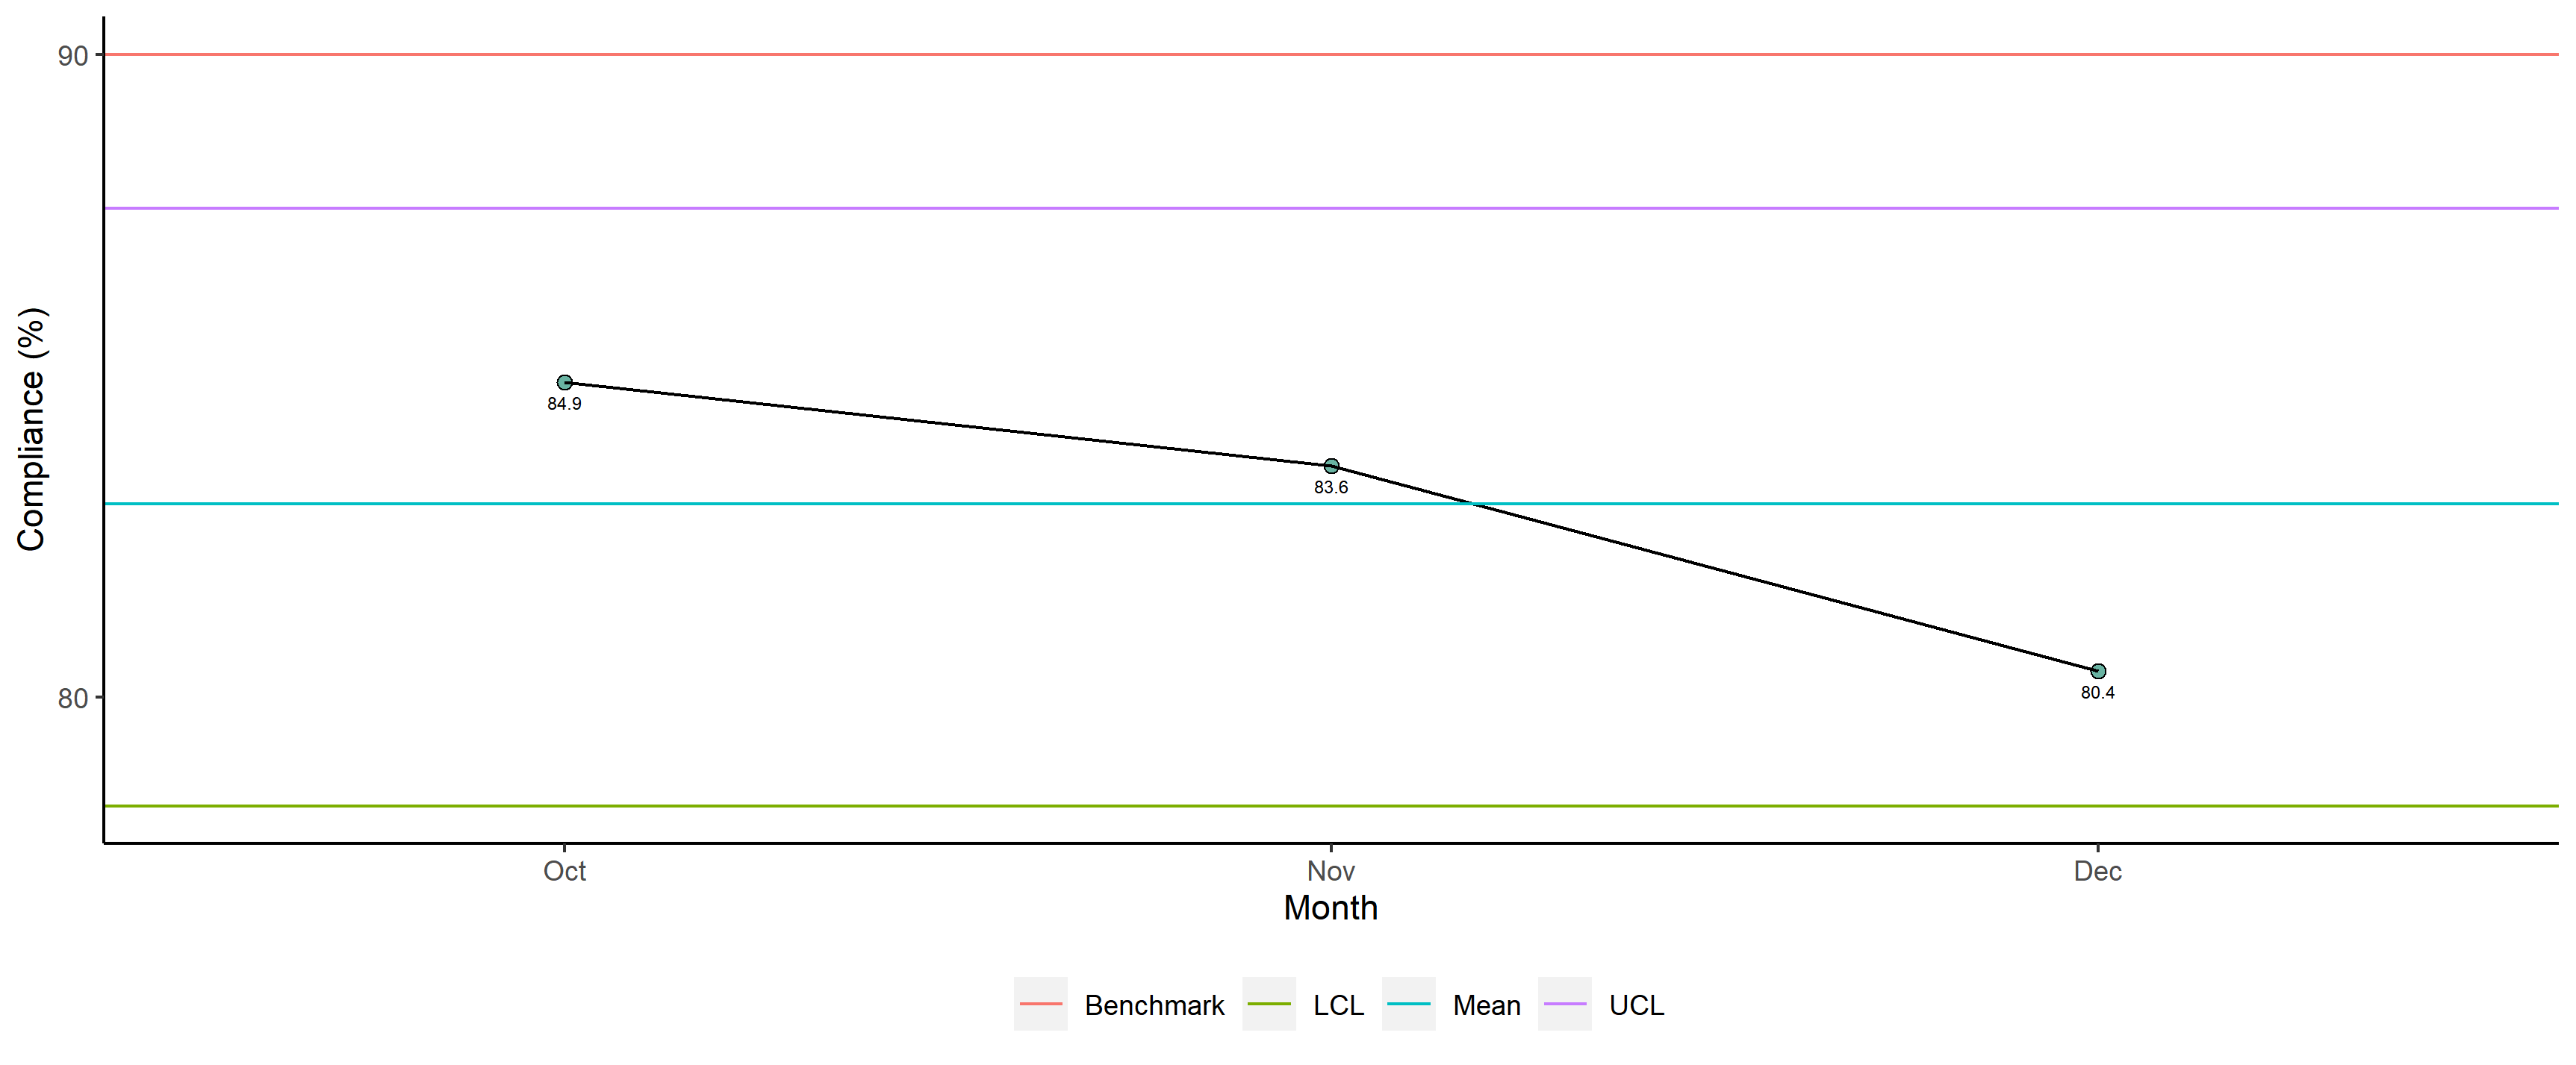 90
80
Compliance (%)
84.9
83.6
80.4
Oct Nov Dec
Month
Benchmark LCL Mean UCL